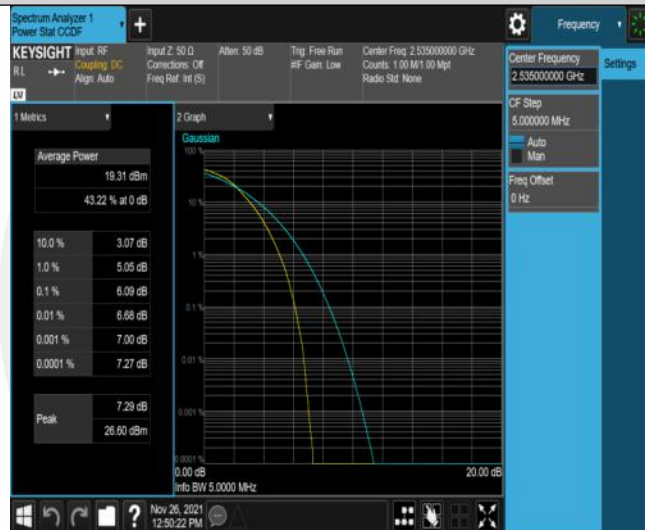 Spectrum Analyzer 1
Power Stat CCDF
+
Frequency
KEYSIGHT
RL
LV
Input: RF
Coupling: DC
Align: Auto
Input Z: 50 Ω
Corrections: Off
Freq Ref: Int (S)
Atten: 50 dB
Trig: Free Run
#IF Gain: Low
Center Freq: 2.535000000 GHz
Counts: 1.00 M/1.00 Mpt
Radio Std: None
Center Frequency
2.535000000 GHz
Settings
CF Step
5.000000 MHz
Auto
Man
Freq Offset
0 Hz
1 Metrics
Average Power
19.31 dBm
43.22 % at 0 dB
10.0 % 3.07 dB
1.0 % 5.05 dB
0.1 % 6.09 dB
0.01 % 6.68 dB
0.001 % 7.00 dB
0.0001 % 7.27 dB
Peak
7.29 dB
26.60 dBm
2 Graph
Gaussian
100 %
10 %
1 %
0.1 %
0.01 %
0.001 %
0.0001 %
0.00 dB
20.00 dB
Info BW 5.0000 MHz
?
Nov 26, 2021
12:50:22 PM